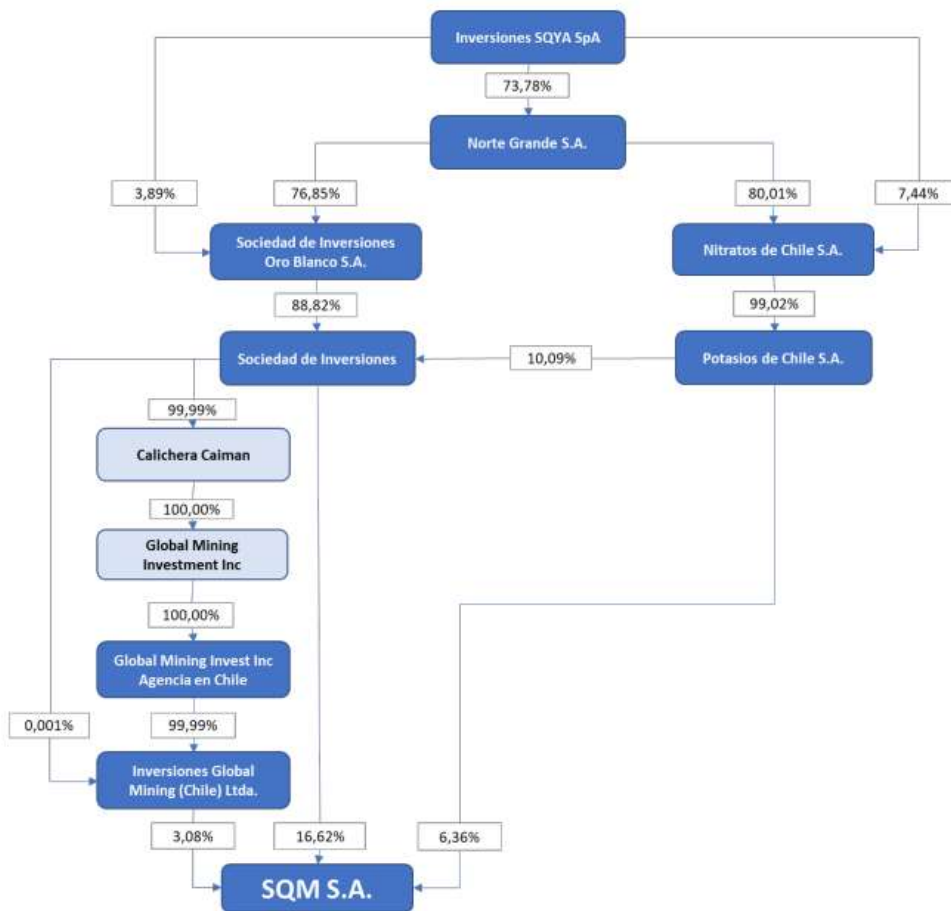 Inversiones SQYA SpA
73,78%
Norte Grande S.A.
3,89%
76,85%
80,01%
7,44%
Sociedad de Inversiones
Oro Blanco S.A.
Nitratos de Chile S.A.
88,82%
99,02%
Sociedad de Inversiones
10,09%
Potasios de Chile S.A.
99,99%
Calichera Caiman
100,00%
Global Mining
Investment Inc
100,00%
Global Mining Invest Inc
Agencia en Chile
0,001%
99,99%
Inversiones Global
Mining (Chile) Ltda.
3,08%
16,62%
6,36%
SQM S.A.